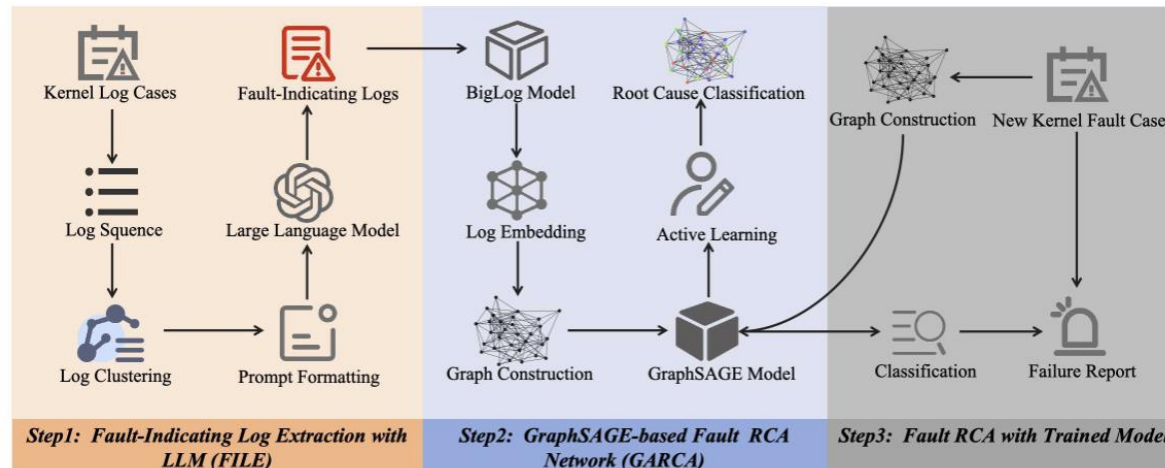 Kernel Log Cases
Fault-Indicating Logs
Log Squence
Large Language Model
Log Clustering
Prompt Formatting
Step1: Fault-Indicating Log Extraction with
LLM (FILE)
BigLog Model
Root Cause Classification
Log Embedding
Active Learning
Graph Construction
GraphSAGE Model
Step2: GraphSAGE-based Fault RCA
Network (GARCA)
Graph Construction
New Kernel Fault Case
Classification
Failure Report
Step3: Fault RCA with Trained Model